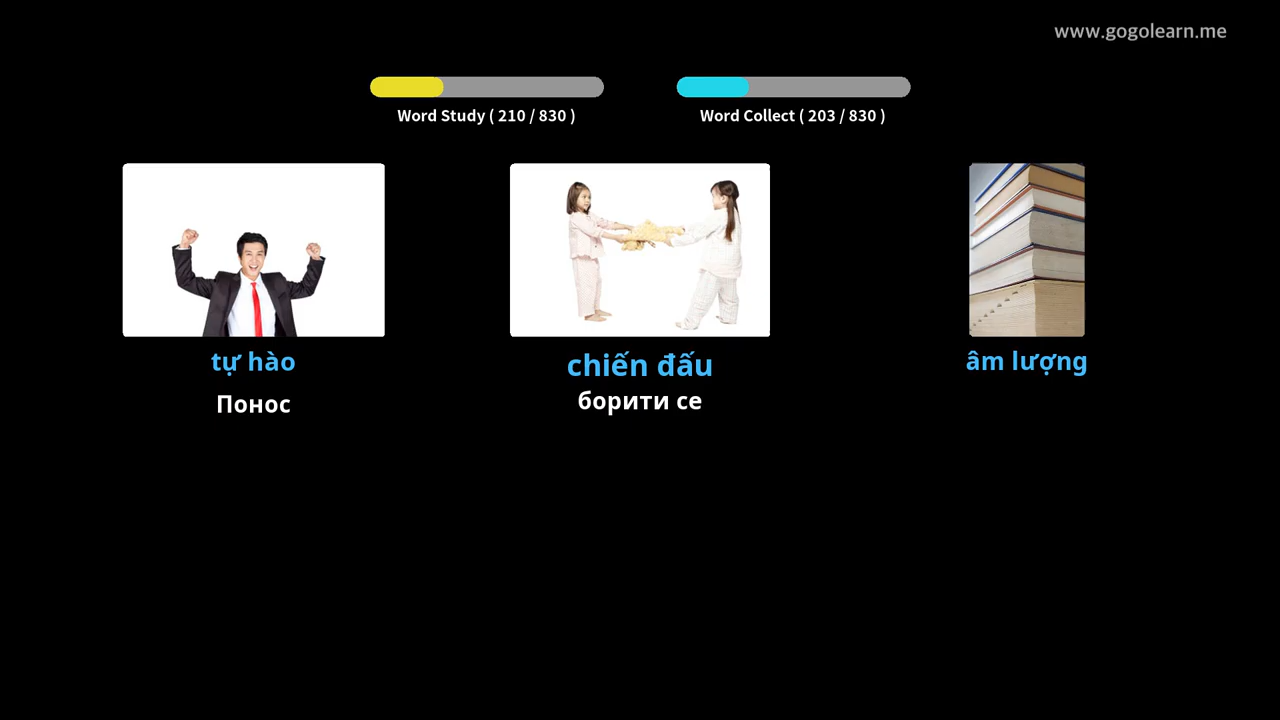 www.gogolearn.me
Word Study ( 210 / 830 )
Word Collect ( 203 / 830 )
tự hào
Понос
chiến đấu
борити се
âm lượng